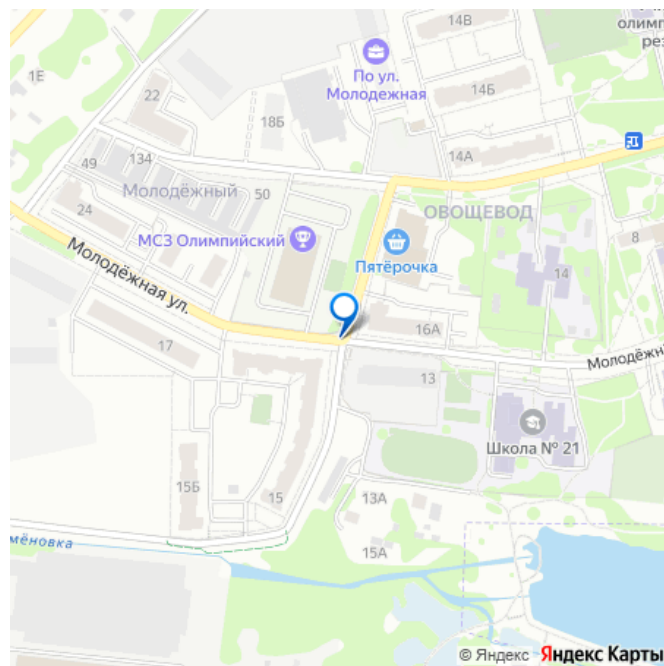 14В
олимп
рез
По ул.
Молодежная
1Е
22
14Б
18Б
14А
49
134
Молодёжный
50
24
ОВОЩЕВОД
8
МСЗ Олимпийский
Пятёрочка
14
Молодёжная ул.
16А
17
Молодёжн
13
Школа № 21
15Б
15
13А
мёновка
15А
© Яндекс Яндекс Карты